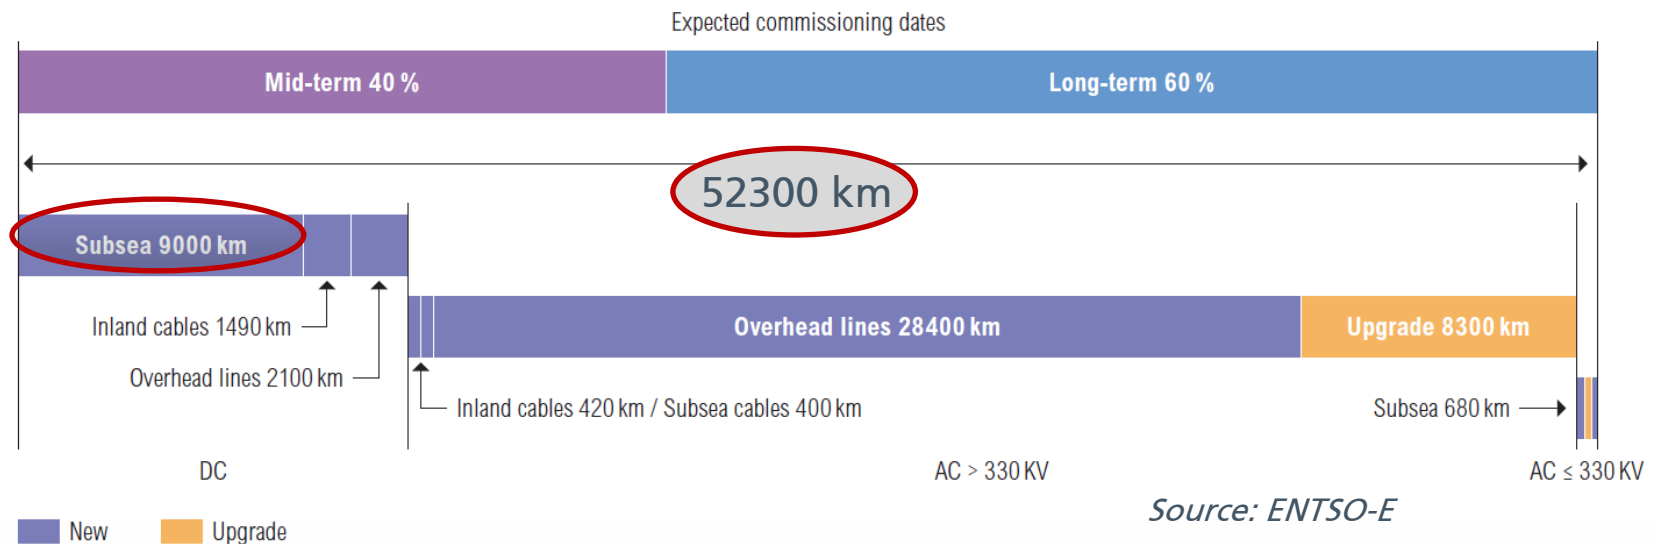 Expected commissioning dates
Mid-term 40 %
Long-term 60 %
52300 km
Subsea 9000 km
Inland cables 1490 km
Overhead lines 28400 km
Upgrade 8300 km
Overhead lines 2100 km
Inland cables 420 km / Subsea cables 400 km
Subsea 680 km
DC
AC > 330 KV
AC ≤ 330 KV
Source: ENTSO-E
New
Upgrade